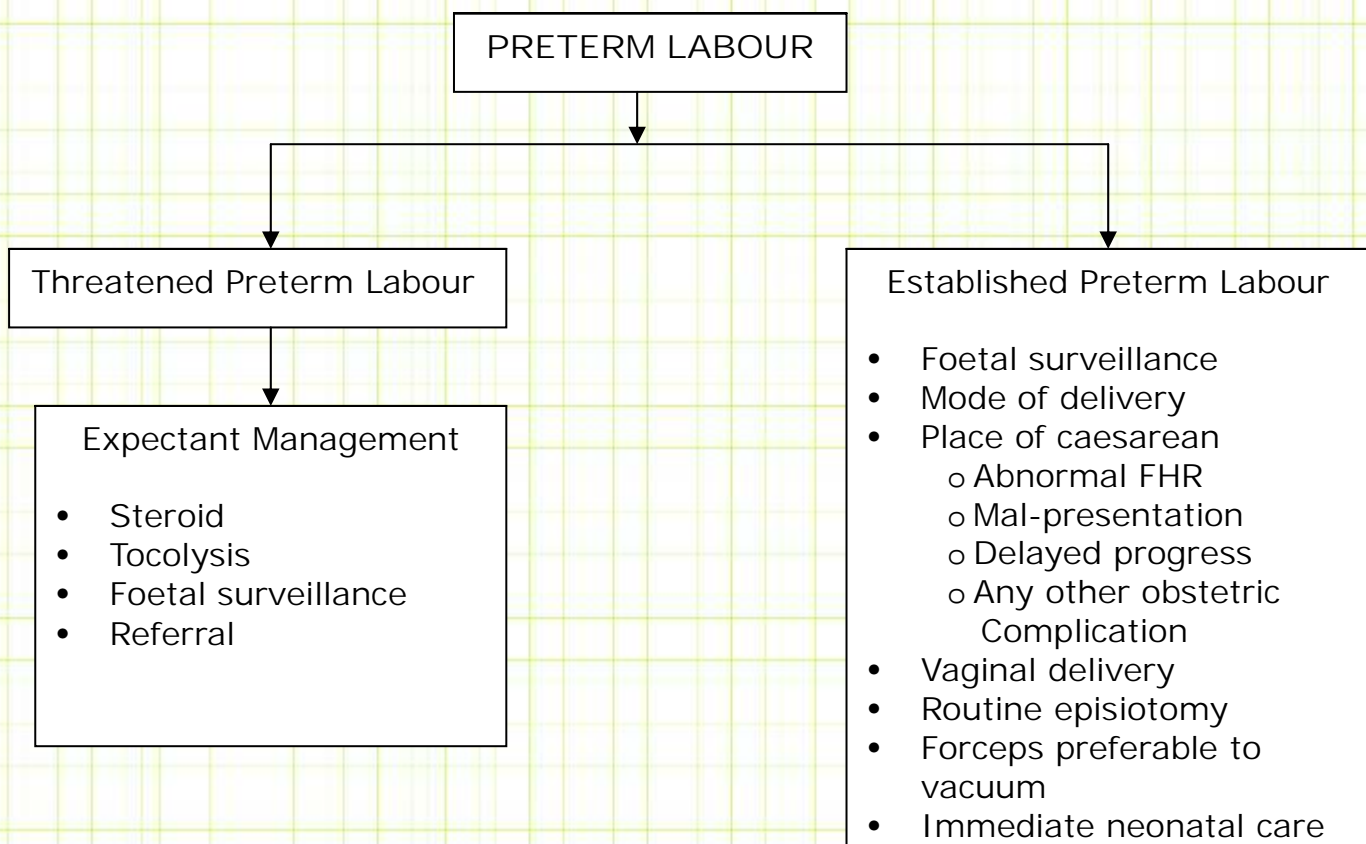 PRETERM LABOUR
Threatened Preterm Labour
Expectant Management
• Steroid
• Tocolysis
• Foetal surveillance
• Referral
Established Preterm Labour
• Foetal surveillance
• Mode of delivery
• Place of caesarean
o Abnormal FHR
o Mal-presentation
o Delayed progress
o Any other obstetric
Complication
• Vaginal delivery
• Routine episiotomy
• Forceps preferable to
vacuum
• Immediate neonatal care